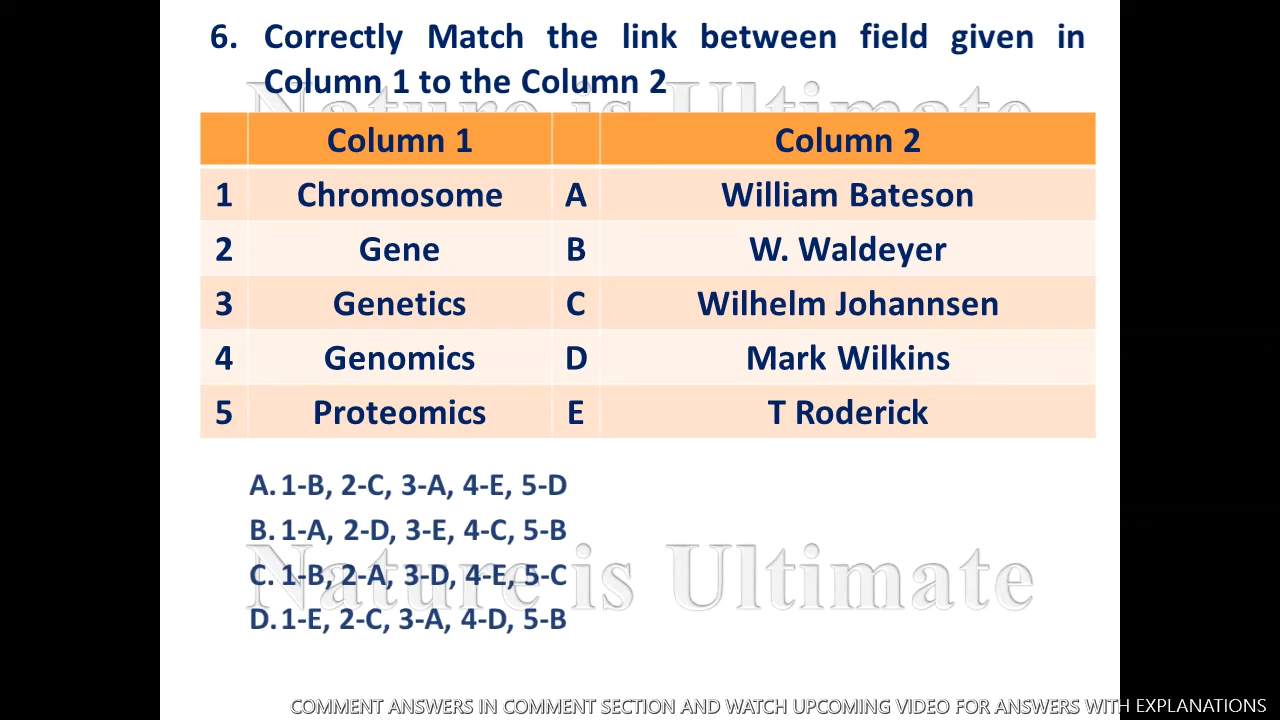 6. Correctly Match the link between field given in
Column 1 to the Column 2
Nature is Ultimate
Column 1 Column 2
1 Chromosome A William Bateson
2 Gene B W. Waldeyer
3 Genetics C Wilhelm Johannsen
4 Genomics D Mark Wilkins
5 Proteomics E T Roderick
A. 1-B, 2-C, 3-A, 4-E, 5-D
B. 1-A, 2-D, 3-E, 4-C, 5-B
C. 1-B, 2-A, 3-D, 4-E, 5-C
Nature is Ultimate
D. 1-E, 2-C, 3-A, 4-D, 5-B
COMMENT ANSWERS IN COMMENT SECTION AND WATCH UPCOMING VIDEO FOR ANSWERS WITH EXPLANATIONS